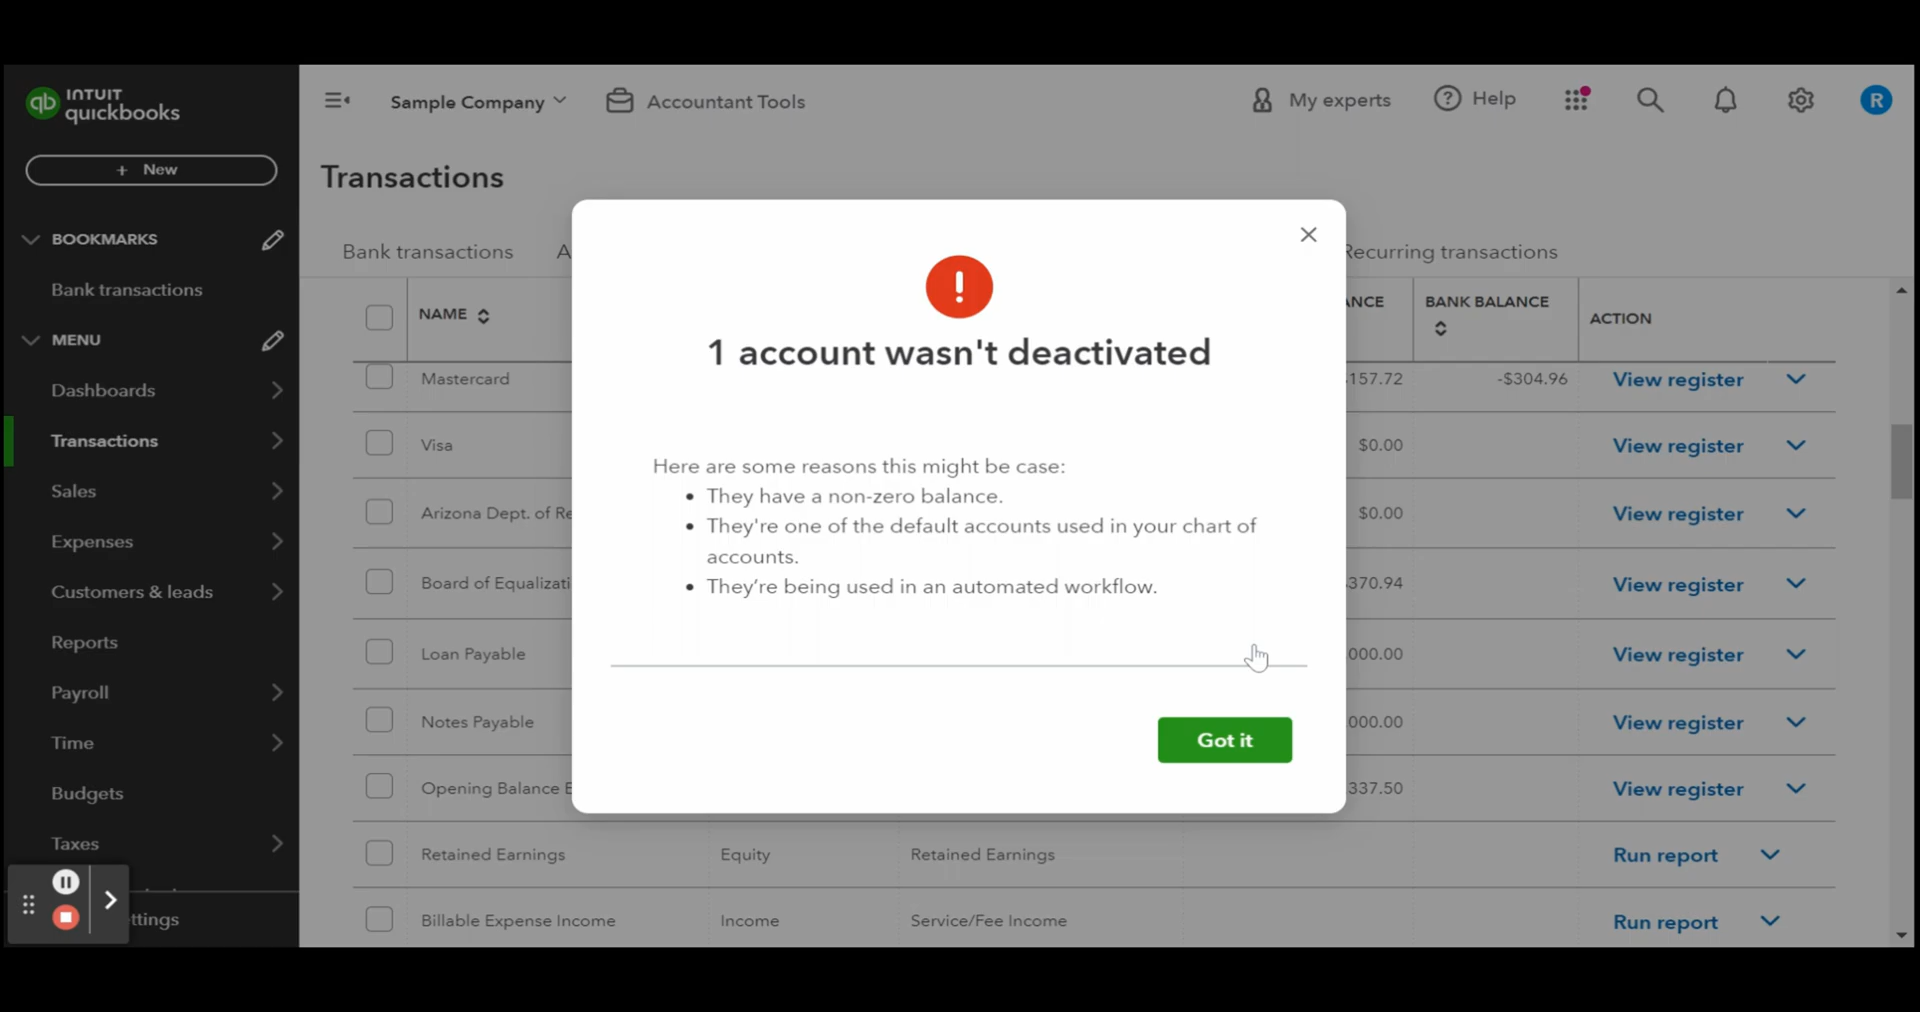 INTUIT
quickbooks
+ New
BOOKMARKS
Bank transactions
MENU
Dashboards
Transactions
Sales
Expenses
Customers & leads
Reports
Payroll
Time
Budgets
Taxes
ttings
Sample Company
Accountant Tools
My experts
Help
R
Transactions
Bank transactions A Recurring transactions
NAME ANCE BANK BALANCE ACTION
Mastercard 157.72 -$304.96 View register
Visa $0.00 View register
Arizona Dept. of Re $0.00 View register
Board of Equalizati 370.94 View register
Loan Payable 000.00 View register
Notes Payable 000.00 View register
Opening Balance E 337.50 View register
Retained Earnings Equity Retained Earnings Run report
Billable Expense Income Income Service/Fee Income Run report
1 account wasn't deactivated
Here are some reasons this might be case:
• They have a non-zero balance.
• They're one of the default accounts used in your chart of
accounts.
• They’re being used in an automated workflow.
Got it